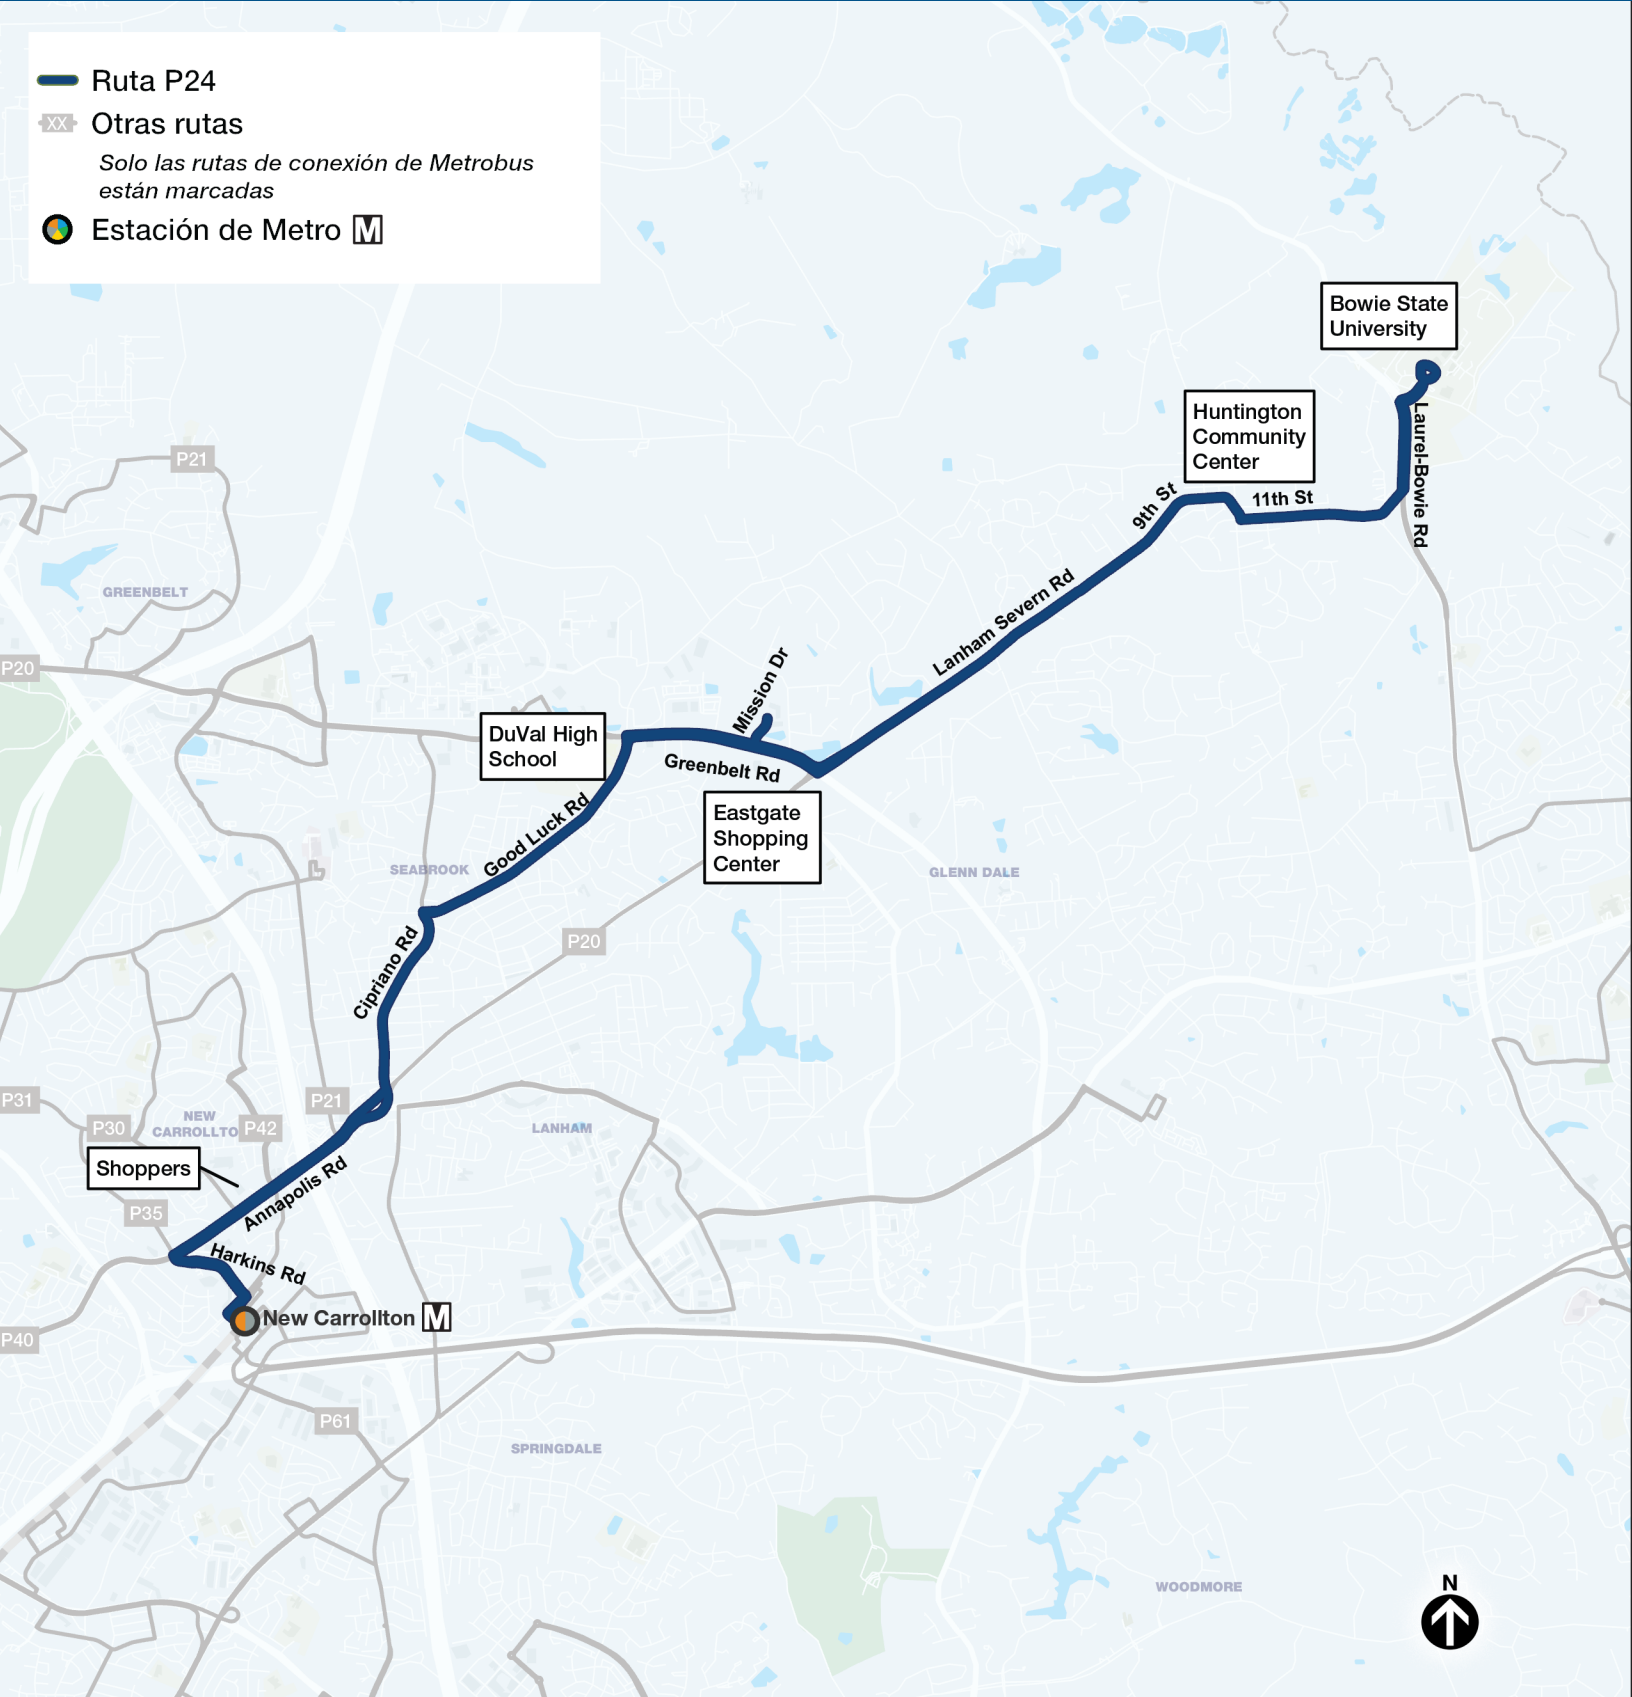 Ruta P24
XX
Otras rutas
Solo las rutas de conexión de Metrobus
están marcadas
Estación de Metro M
Bowie State
University
Huntington
Community
Center
Laurel-Bowie Rd
11th St
9th St
P21
GREENBELT
Lanham Severn Rd
P20
Mission Dr
DuVal High
School
Greenbelt Rd
Eastgate
Shopping
Center
Good Luck Rd
SEABROOK
GLENN DALE
P20
Cipriano Rd
P31
P21
P30
NEW
CARROLLTO
P42
LANHAM
Shoppers
Annapolis Rd
P35
Harkins Rd
New Carrollton M
P40
P61
SPRINGDALE
WOODMORE
N